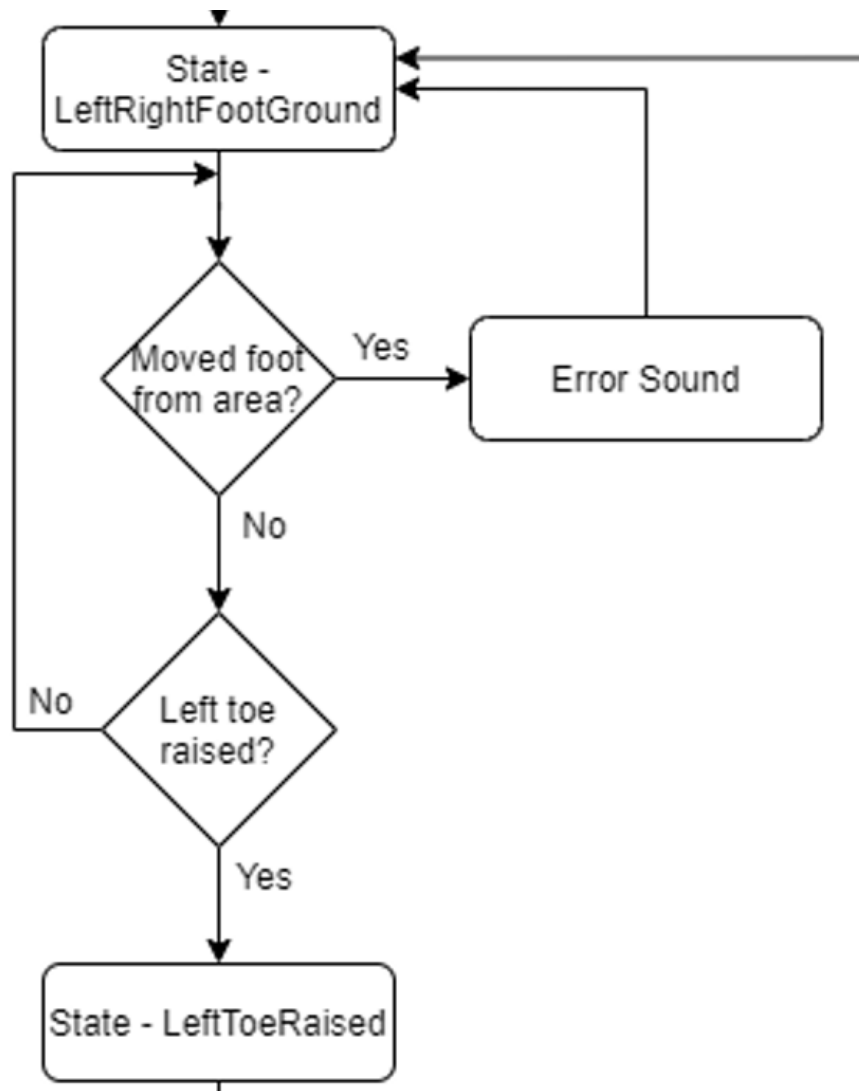 State -
LeftRightFootGround
Moved foot
from area?
Yes
Error Sound
No
Left toe
raised?
No
Yes
State - LeftToeRaised